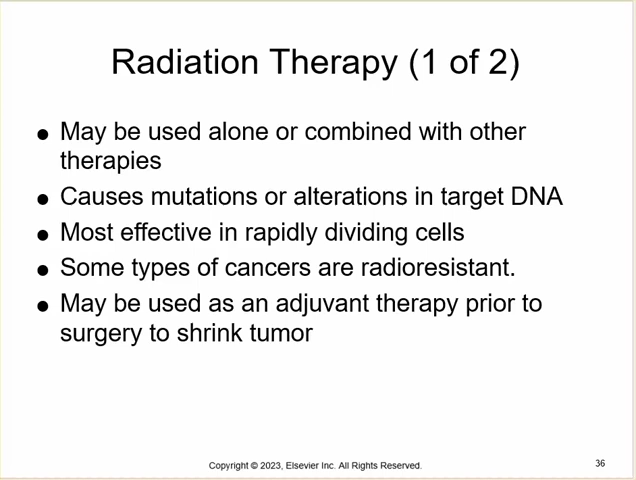 Radiation Therapy (1 of 2)
● May be used alone or combined with other
therapies
● Causes mutations or alterations in target DNA
● Most effective in rapidly dividing cells
● Some types of cancers are radioresistant.
● May be used as an adjuvant therapy prior to
surgery to shrink tumor
Copyright © 2023, Elsevier Inc. All Rights Reserved.
36